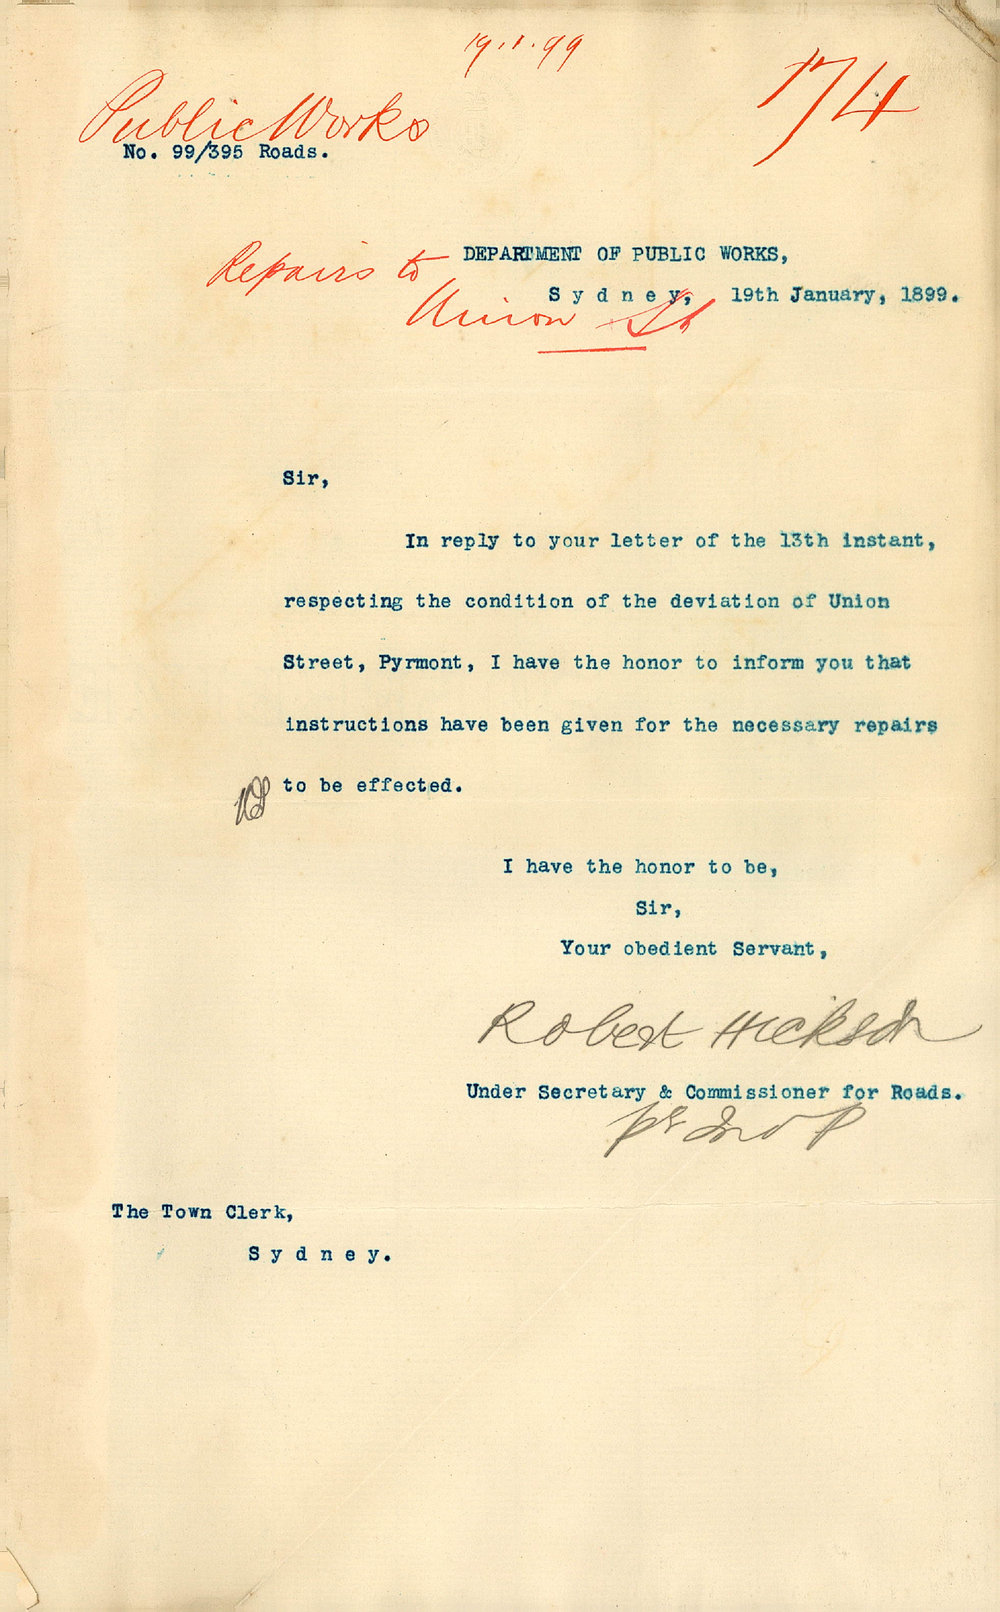 19.1.99
174
Public Works
No. 99/395 Roads.
DEPARTMENT OF PUBLIC WORKS,
Repairs to
Sydney, 19th January, 1899.
Union St
Sir,
In reply to your letter of the 13th instant,
respecting the condition of the deviation of Union
Street, Pyrmont, I have the honor to inform you that
instructions have been given for the necessary repairs
to be effected.
I have the honor to be,
Sir,
Your obedient Servant,
Robert Hickson
Under Secretary & Commissioner for Roads.
The Town Clerk,
Sydney.